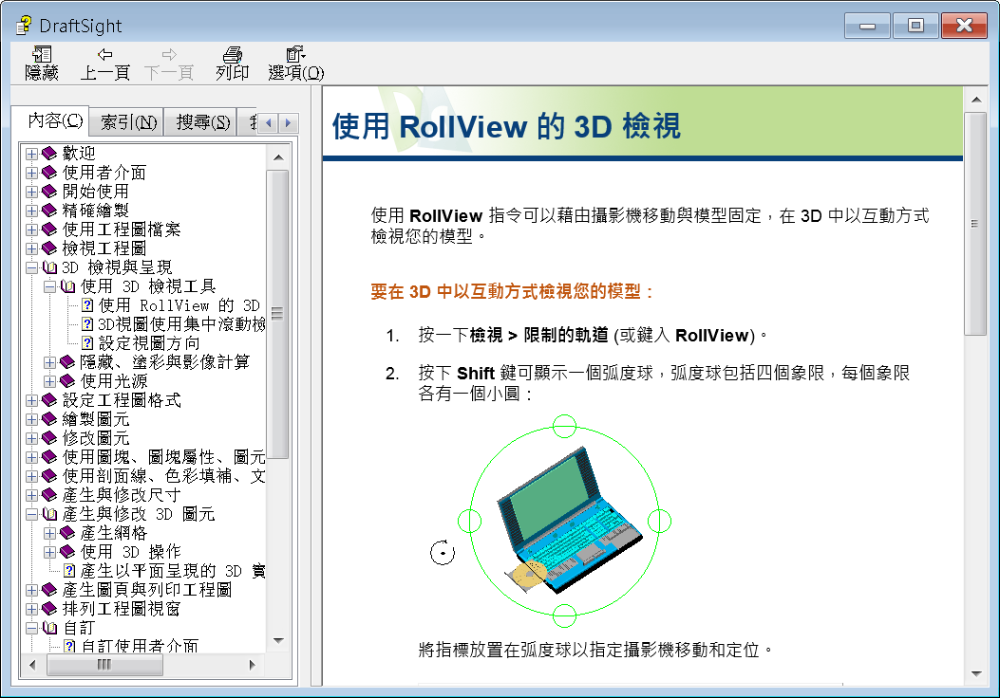 DraftSight
隱藏 上一頁 下一頁 列印 選項(O)
內容(C) 索引(N) 搜尋(S)
歡迎
使用者介面
開始使用
精確繪製
使用工程圖檔案
檢視工程圖
3D 檢視與呈現
使用 3D 檢視工具
使用 RollView 的 3D
3D視圖使用集中滾動檢
設定視圖方向
隱藏、塗彩與影像計算
使用光源
設定工程圖格式
繪製圖元
修改圖元
使用圖塊、圖塊屬性、圖元
使用剖面線、色彩填補、文
產生與修改尺寸
產生與修改 3D 圖元
產生網格
使用 3D 操作
產生以平面呈現的 3D 實
產生圖頁與列印工程圖
排列工程圖視窗
自訂
自訂使用者介面
使用 RollView 的 3D 檢視
使用 RollView 指令可以藉由攝影機移動與模型固定，在 3D 中以互動方式
檢視您的模型。
要在 3D 中以互動方式檢視您的模型：
1. 按一下檢視 > 限制的軌道 (或鍵入 RollView)。
2. 按下 Shift 鍵可顯示一個弧度球，弧度球包括四個象限，每個象限
各有一個小圓：
將指標放置在弧度球以指定攝影機移動和定位。